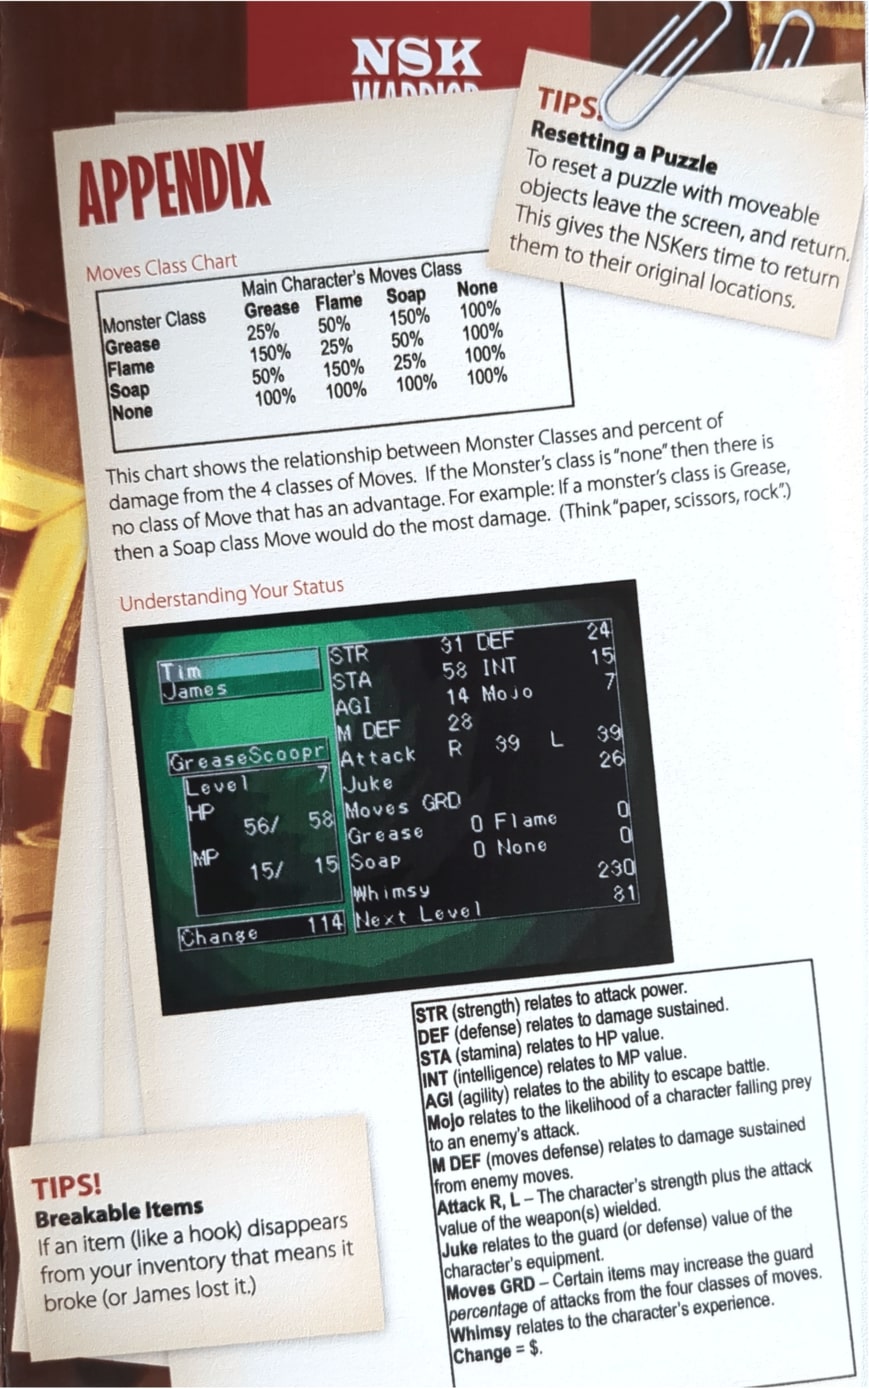 NSK
WARRIOR
TIPS!
Resetting a Puzzle
To reset a puzzle with moveable
objects leave the screen, and return.
This gives the NSKers time to return
them to their original locations.
APPENDIX
Moves Class Chart
Main Character's Moves Class
Monster Class Grease Flame Soap None
Grease 25% 50% 150% 100%
Flame 150% 25% 50% 100%
Soap 50% 150% 25% 100%
None 100% 100% 100% 100%
This chart shows the relationship between Monster Classes and percent of
damage from the 4 classes of Moves. If the Monster's class is "none" then there is
no class of Move that has an advantage. For example: If a monster's class is Grease,
then a Soap class Move would do the most damage. (Think "paper, scissors, rock".)
Understanding Your Status
Tim
James
GreaseScoopr
Level 7
HP
56/ 58
MP
15/ 15
Change 114
STR 31 DEF 24
STA 58 INT 15
AGI 14 Mojo 7
M DEF 28
Attack R 39 L 39
Juke 26
Moves GRD
Grease 0 Flame 0
Soap 0 None 0
Whimsy 230
Next Level 81
STR (strength) relates to attack power.
DEF (defense) relates to damage sustained.
STA (stamina) relates to HP value.
INT (intelligence) relates to MP value.
AGI (agility) relates to the ability to escape battle.
Mojo relates to the likelihood of a character falling prey
to an enemy's attack.
M DEF (moves defense) relates to damage sustained
from enemy moves.
Attack R, L – The character's strength plus the attack
value of the weapon(s) wielded.
Juke relates to the guard (or defense) value of the
character's equipment.
Moves GRD – Certain items may increase the guard
percentage of attacks from the four classes of moves.
Whimsy relates to the character's experience.
Change = $.
TIPS!
Breakable Items
If an item (like a hook) disappears
from your inventory that means it
broke (or James lost it.)